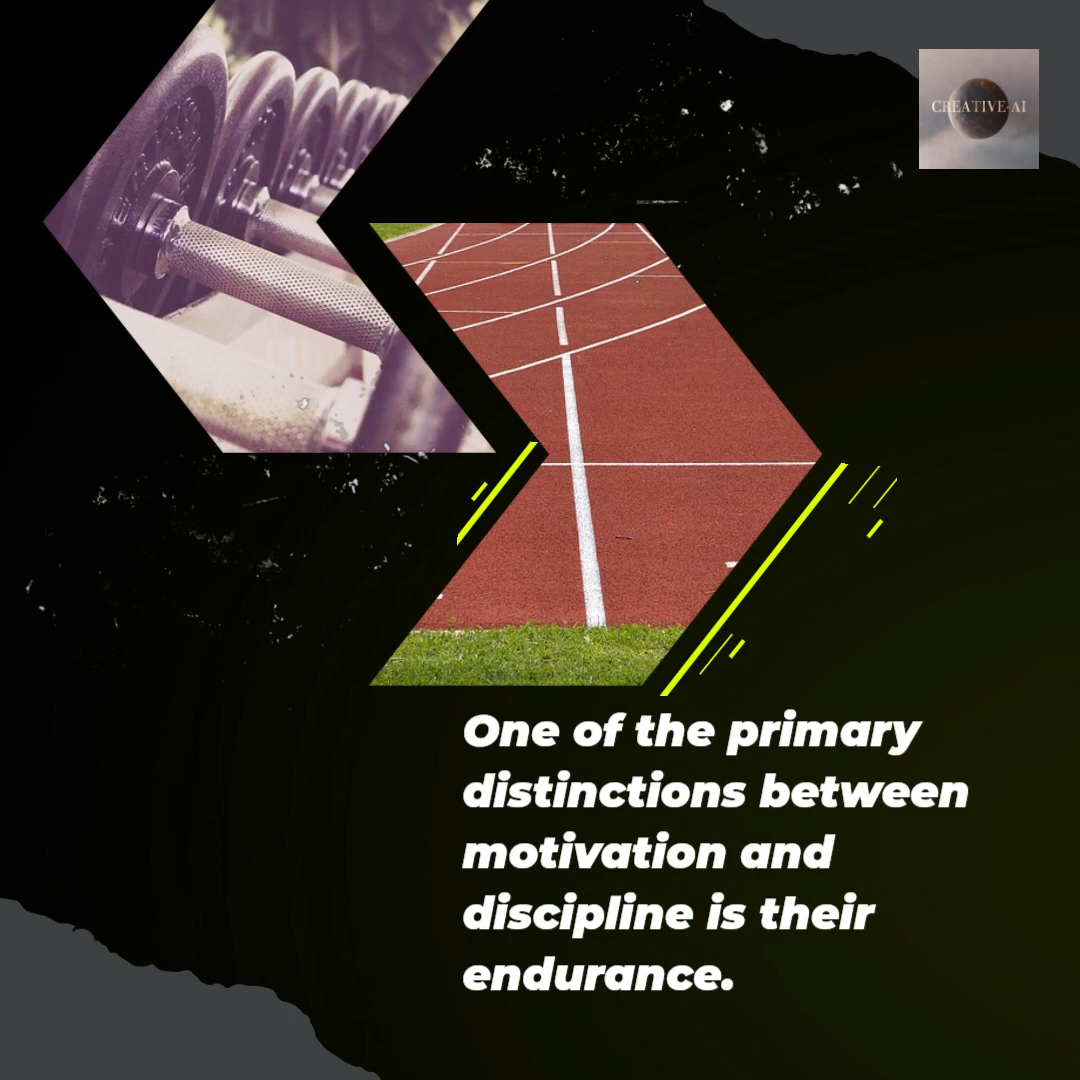 CREATIVE-AI
One of the primary
distinctions between
motivation and
discipline is their
endurance.